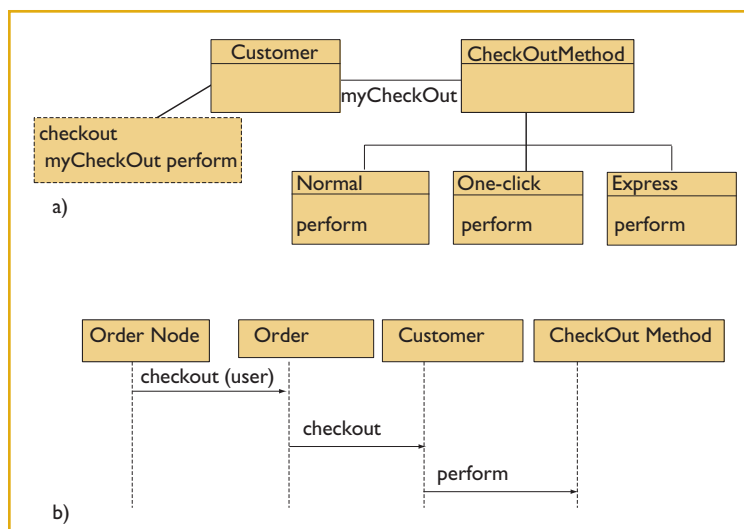 Customer
CheckOutMethod
myCheckOut
checkout
myCheckOut perform
Normal
perform
One-click
perform
Express
perform
a)
Order Node
Order
Customer
CheckOut Method
checkout (user)
checkout
perform
b)